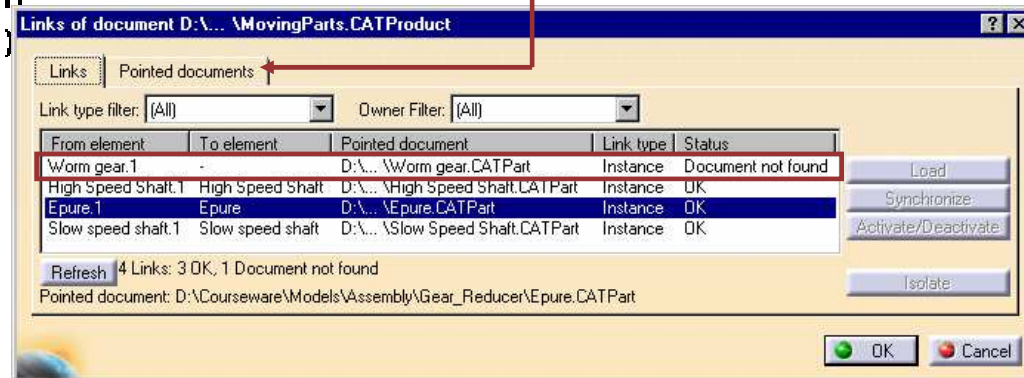 Links of document D:\... \MovingParts.CATProduct
Links Pointed documents
Link type filter: (All) Owner Filter: (All)
From element To element Pointed document Link type Status
Worm gear.1 - D:\... \Worm gear.CATPart Instance Document not found
High Speed Shaft.1 High Speed Shaft D:\... \High Speed Shaft.CATPart Instance OK
Epure.1 Epure D:\... \Epure.CATPart Instance OK
Slow speed shaft.1 Slow speed shaft D:\... \Slow Speed Shaft.CATPart Instance OK
Load
Synchronize
Activate/Deactivate
Isolate
Refresh 4 Links: 3 OK, 1 Document not found
Pointed document: D:\Courseware\Models\Assembly\Gear_Reducer\Epure.CATPart
OK Cancel